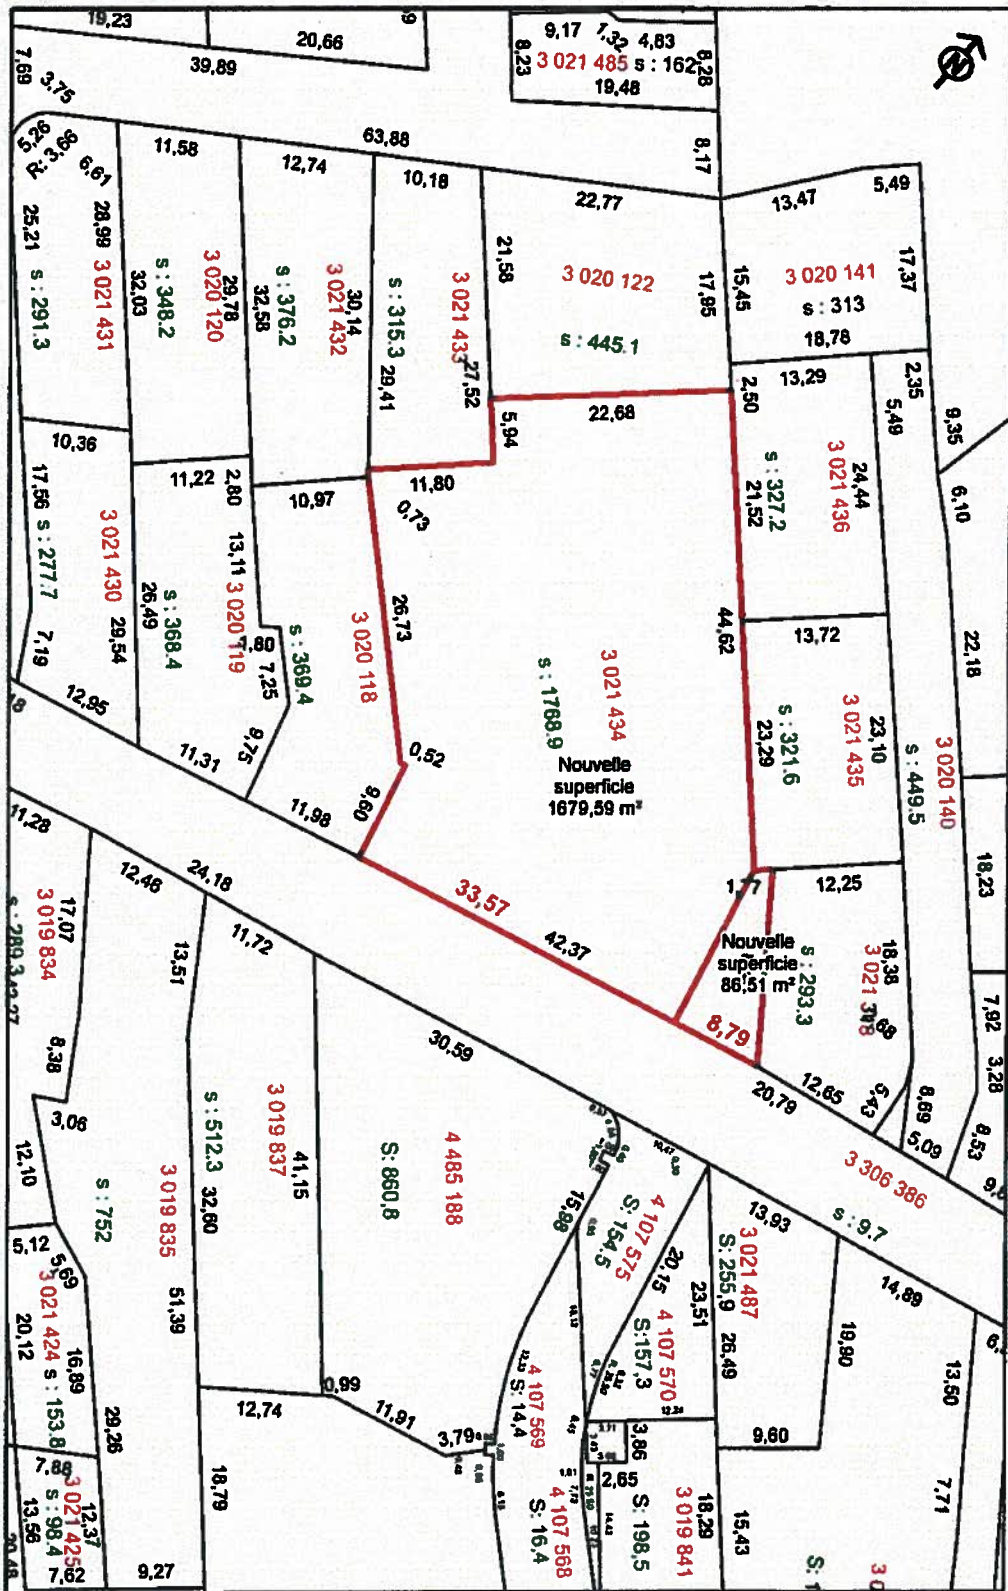 19,23
20,66
39,89
7,69
3,75
9,17
1,32
4,83
8,23
3 021 485 s : 162
8,28
19,48
N
63,88
8,17
5,26
R: 3,66
6,61
11,58
12,74
10,18
22,77
13,47
5,49
25,21
s : 291.3
28,99
3 021 431
32,03
s : 348.2
3 020 120
29,78
32,58
s : 376.2
3 021 432
30,14
s : 315.3
29,41
3 021 433
27,52
21,58
3 020 122
s : 445.1
17,95
15,45
3 020 141
s : 313
18,78
17,37
13,29
2,50
2,35
5,49
9,35
6,10
22,68
5,94
11,80
0,73
10,36
11,22
2,80
10,97
17,56
s : 277.7
3 021 430
7,19
29,54
26,49
s : 368.4
13,11
3 020 119
7,80
7,25
s : 369.4
3 020 118
26,73
0,52
9,60
9,75
s : 327.2
21,52
3 021 436
24,44
13,72
44,62
22,18
s : 1768.9
3 021 434
Nouvelle
superficie
1679,59 m²
s : 321.6
23,29
3 021 435
23,10
s : 449.5
3 020 140
18,23
12,95
11,31
11,98
18
11,28
12,46
24,18
11,72
33,57
42,37
1,77
12,25
Nouvelle
superficie
86,51 m²
s : 293.3
18,38
3 021 318
7,92
3,28
8,79
20,79
12,65
5,43
8,69
5,09
8,53
3 306 386
s : 9.7
17,07
3 019 834
8,38
3,06
12,10
13,51
s : 512.3
32,60
3 019 837
41,15
30,59
S: 860,8
4 485 188
15,98
s : 752
3 019 835
51,39
5,12
5,69
3 021 424
s : 153.8
20,12
16,89
29,26
7,88
3 021 425
s : 98.4
12,37
13,56
7,62
9,27
18,79
12,74
0,99
11,91
3,79
4 107 575
S: 154,5
20,15
4 107 570
S:157,3
23,51
3 021 487
S: 255,9
26,49
13,93
14,89
19,90
13,50
7,71
9,60
4 107 569
S: 14,4
4 107 568
S: 16,4
3,86
2,65
S: 198,5
3 019 841
18,29
15,43